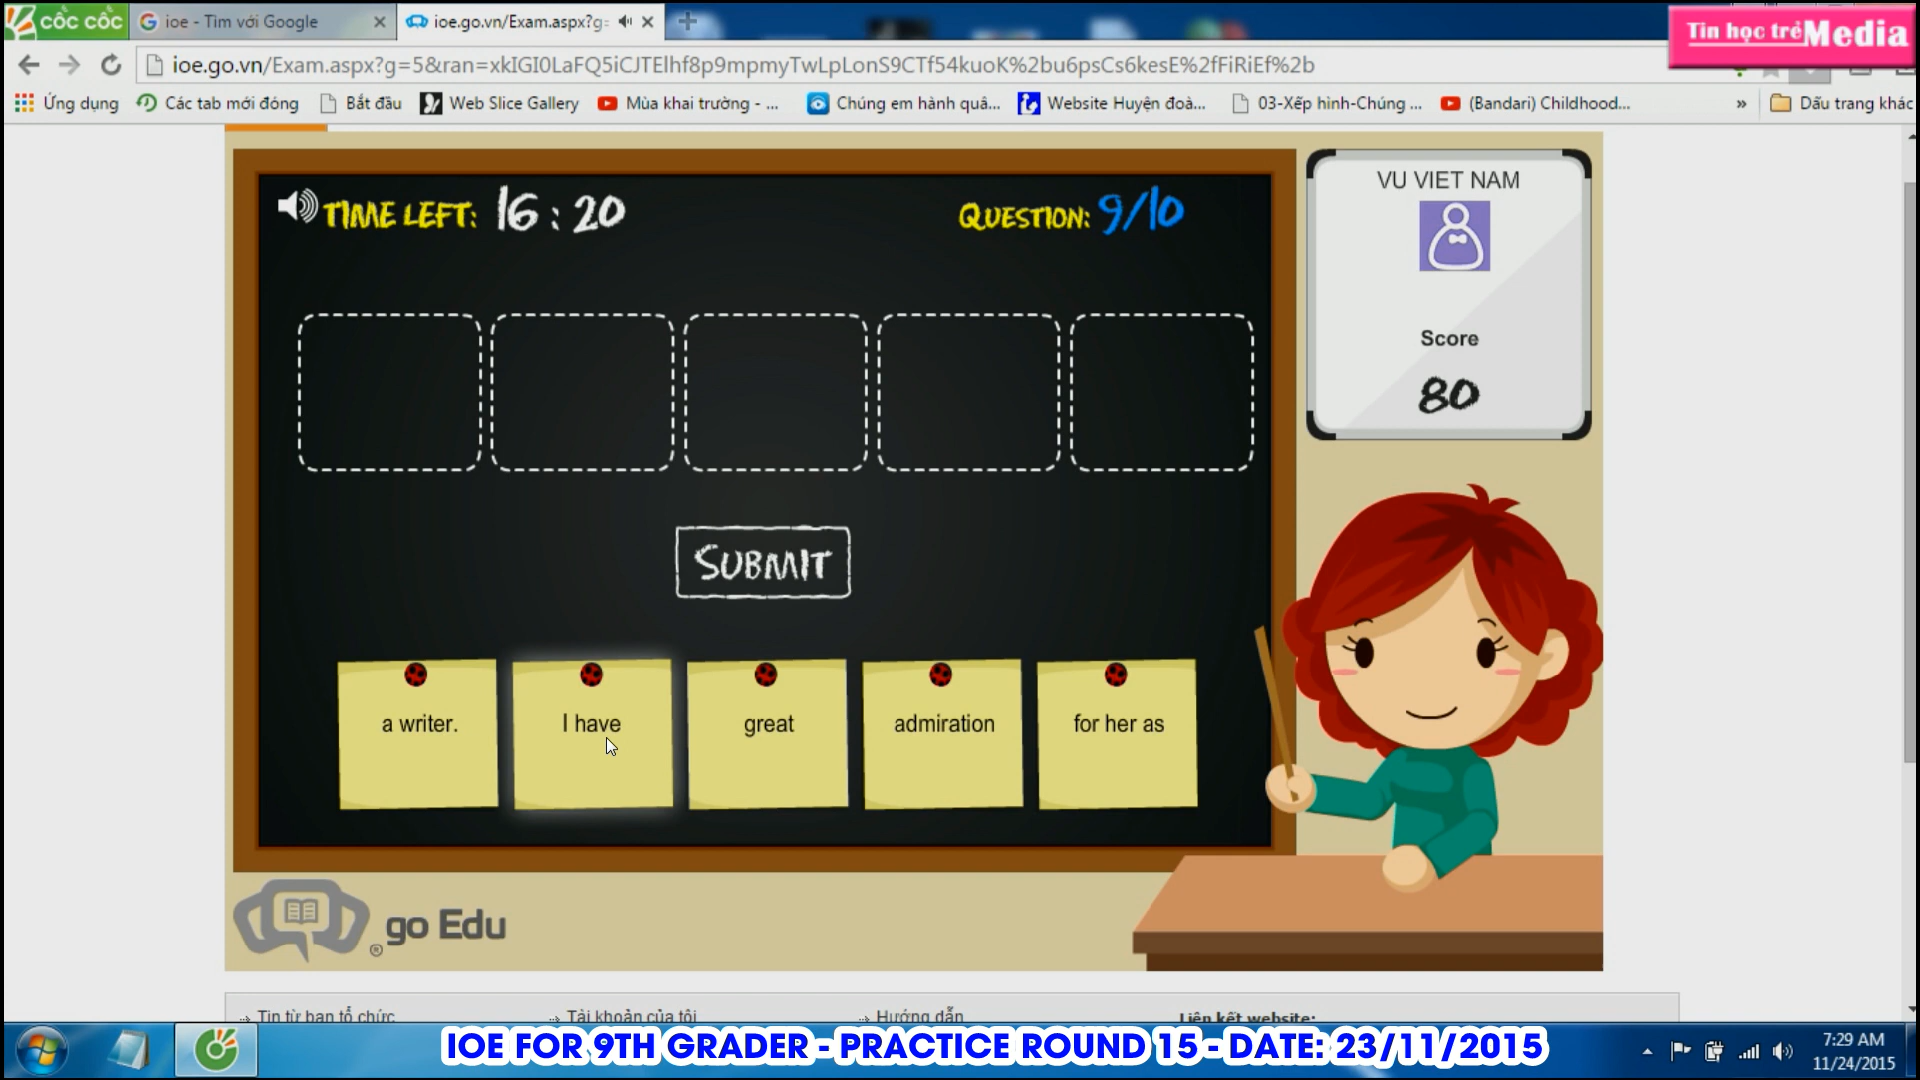 CỐC CỐC
ioe - Tìm với Google
ioe.go.vn/Exam.aspx?g=
Tin học trẻ Media
ioe.go.vn/Exam.aspx?g=5&ran=xkIGI0LaFQ5iCJTElhf8p9mpmyTwLpLonS9CTf54kuoK%2bu6psCs6kesE%2fFiRiEf%2b
Ứng dụng
Các tab mới đóng
Bắt đầu
Web Slice Gallery
Mùa khai trường - ...
Chúng em hành quâ...
Website Huyện đoà...
03-Xếp hình-Chúng ...
(Bandari) Childhood...
»
Dấu trang khác
TIME LEFT: 16 : 20
QUESTION: 9/10
VU VIET NAM
Score
80
SUBMIT
a writer.
I have
great
admiration
for her as
® go Edu
Tin từ ban tổ chức
Tài khoản của tôi
Hướng dẫn
Liên kết website:
IOE FOR 9TH GRADER - PRACTICE ROUND 15 - DATE: 23/11/2015
7:29 AM
11/24/2015